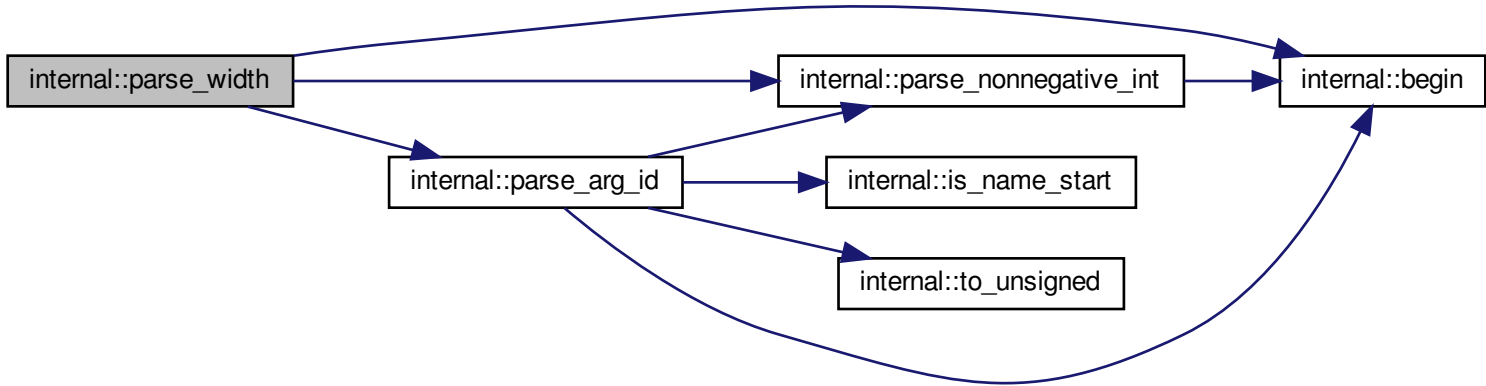 internal::parse_width
internal::parse_nonnegative_int
internal::begin
internal::parse_arg_id
internal::is_name_start
internal::to_unsigned